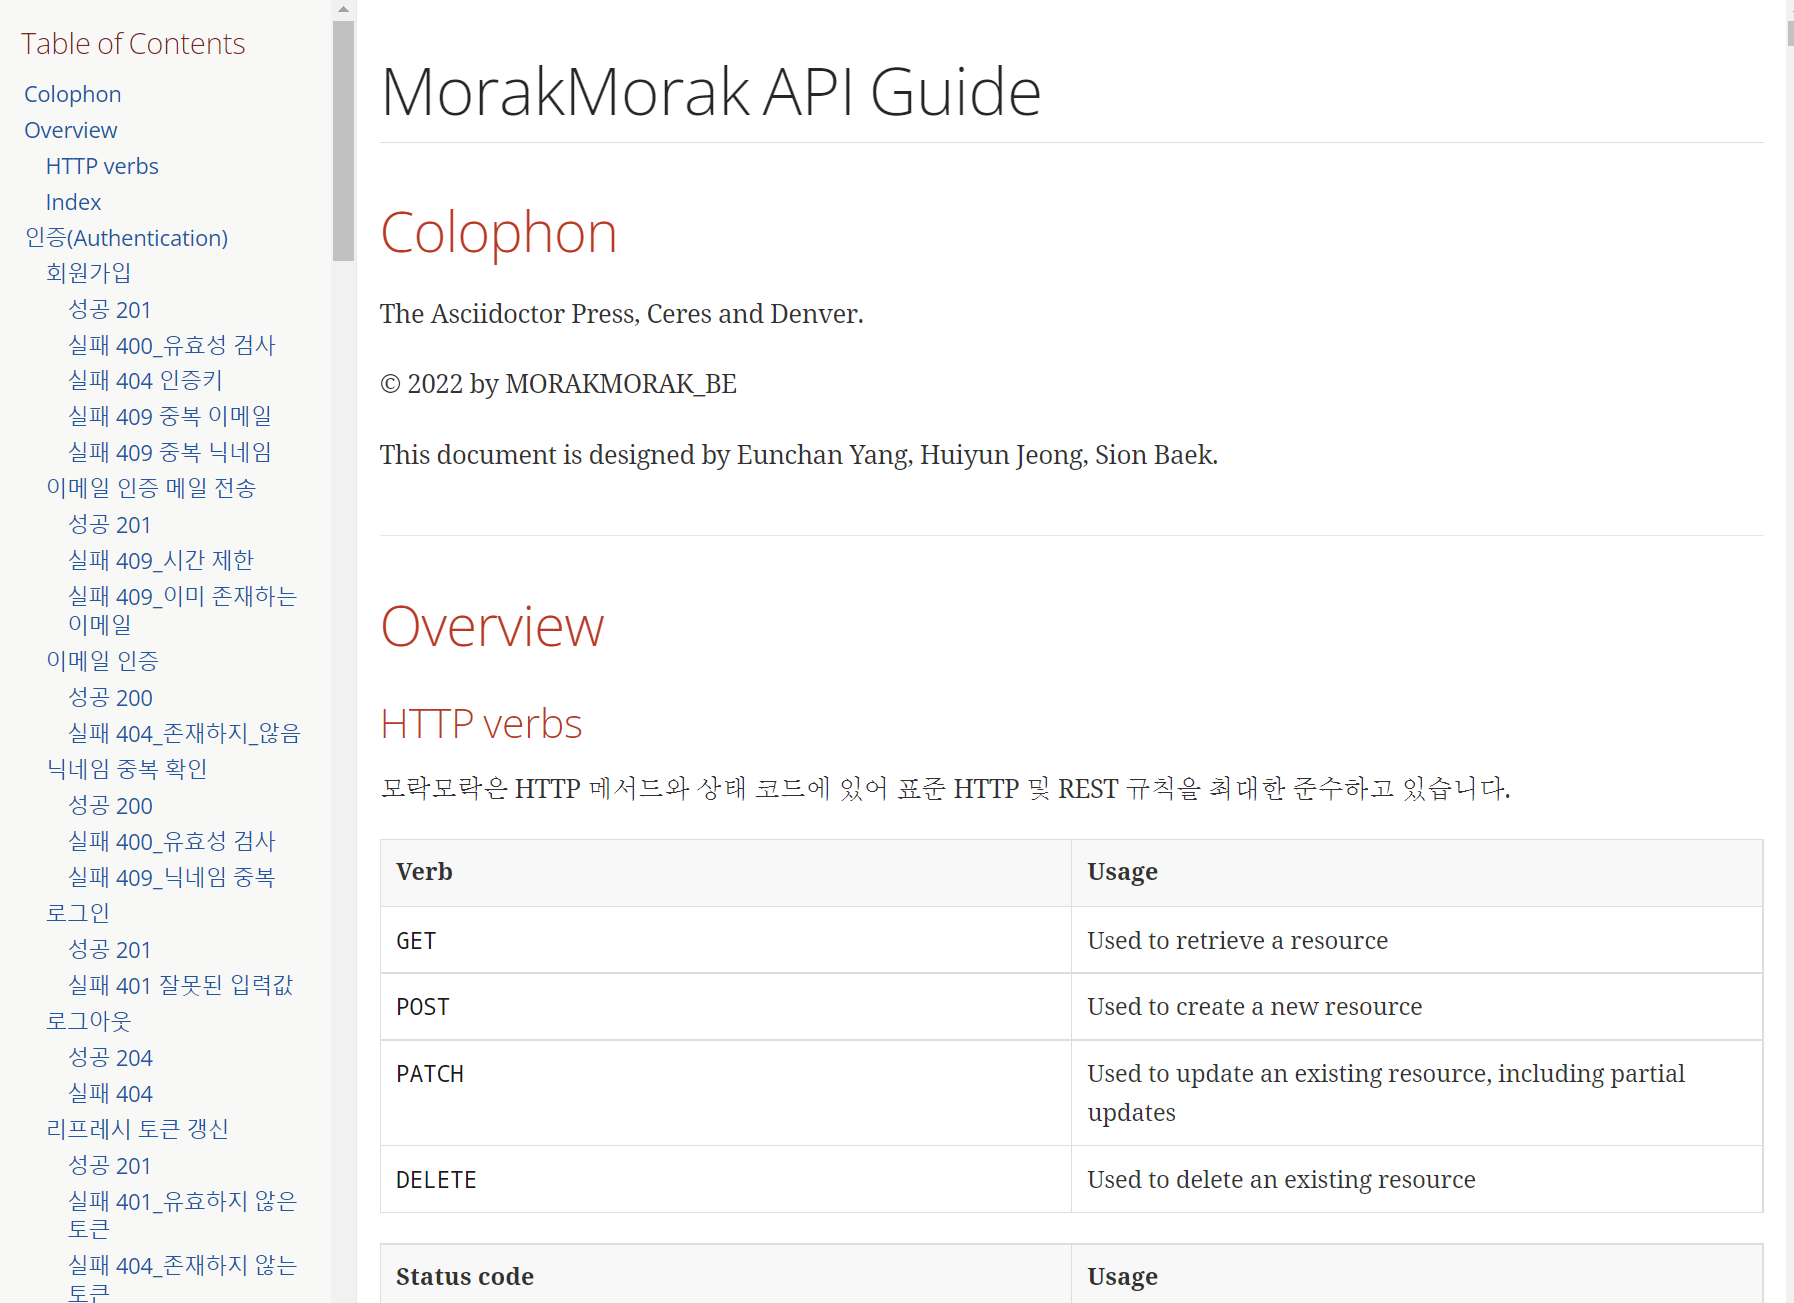 Table of Contents
Colophon
Overview
HTTP verbs
Index
인증(Authentication)
회원가입
성공 201
실패 400_유효성 검사
실패 404 인증키
실패 409 중복 이메일
실패 409 중복 닉네임
이메일 인증 메일 전송
성공 201
실패 409_시간 제한
실패 409_이미 존재하는
이메일
이메일 인증
성공 200
실패 404_존재하지_않음
닉네임 중복 확인
성공 200
실패 400_유효성 검사
실패 409_닉네임 중복
로그인
성공 201
실패 401 잘못된 입력값
로그아웃
성공 204
실패 404
리프레시 토큰 갱신
성공 201
실패 401_유효하지 않은
토큰
실패 404_존재하지 않는
토큰
MorakMorak API Guide
Colophon
The Asciidoctor Press, Ceres and Denver.
© 2022 by MORAKMORAK_BE
This document is designed by Eunchan Yang, Huiyun Jeong, Sion Baek.
Overview
HTTP verbs
모락모락은 HTTP 메서드와 상태 코드에 있어 표준 HTTP 및 REST 규칙을 최대한 준수하고 있습니다.
Verb Usage
GET Used to retrieve a resource
POST Used to create a new resource
PATCH Used to update an existing resource, including partial
updates
DELETE Used to delete an existing resource
Status code Usage